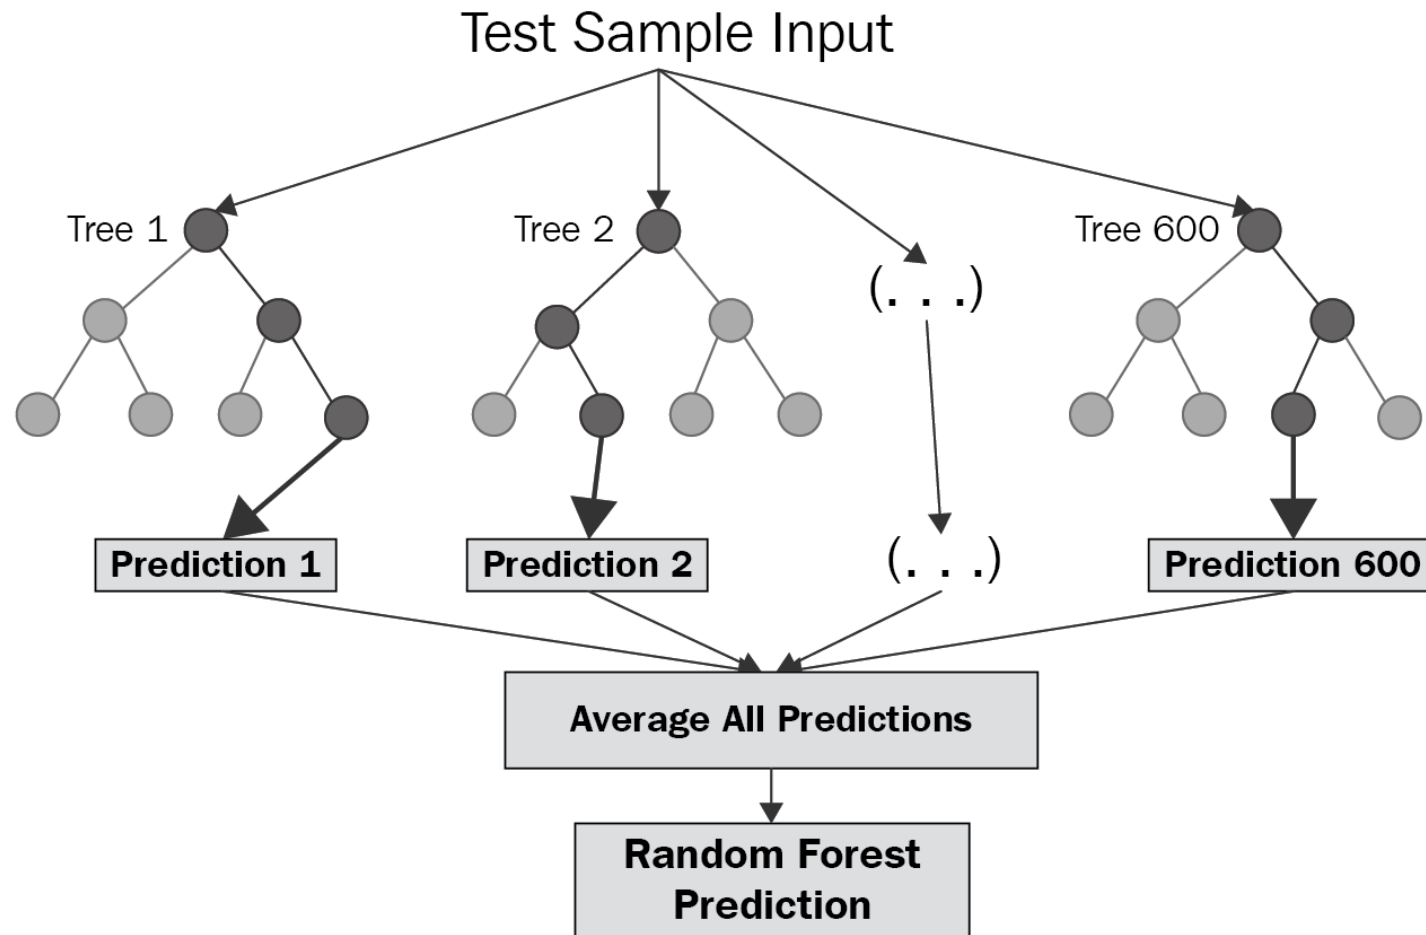 Test Sample Input
Tree 1
Tree 2
Tree 600
(. . .)
Prediction 1
Prediction 2
(. . .)
Prediction 600
Average All Predictions
Random Forest
Prediction